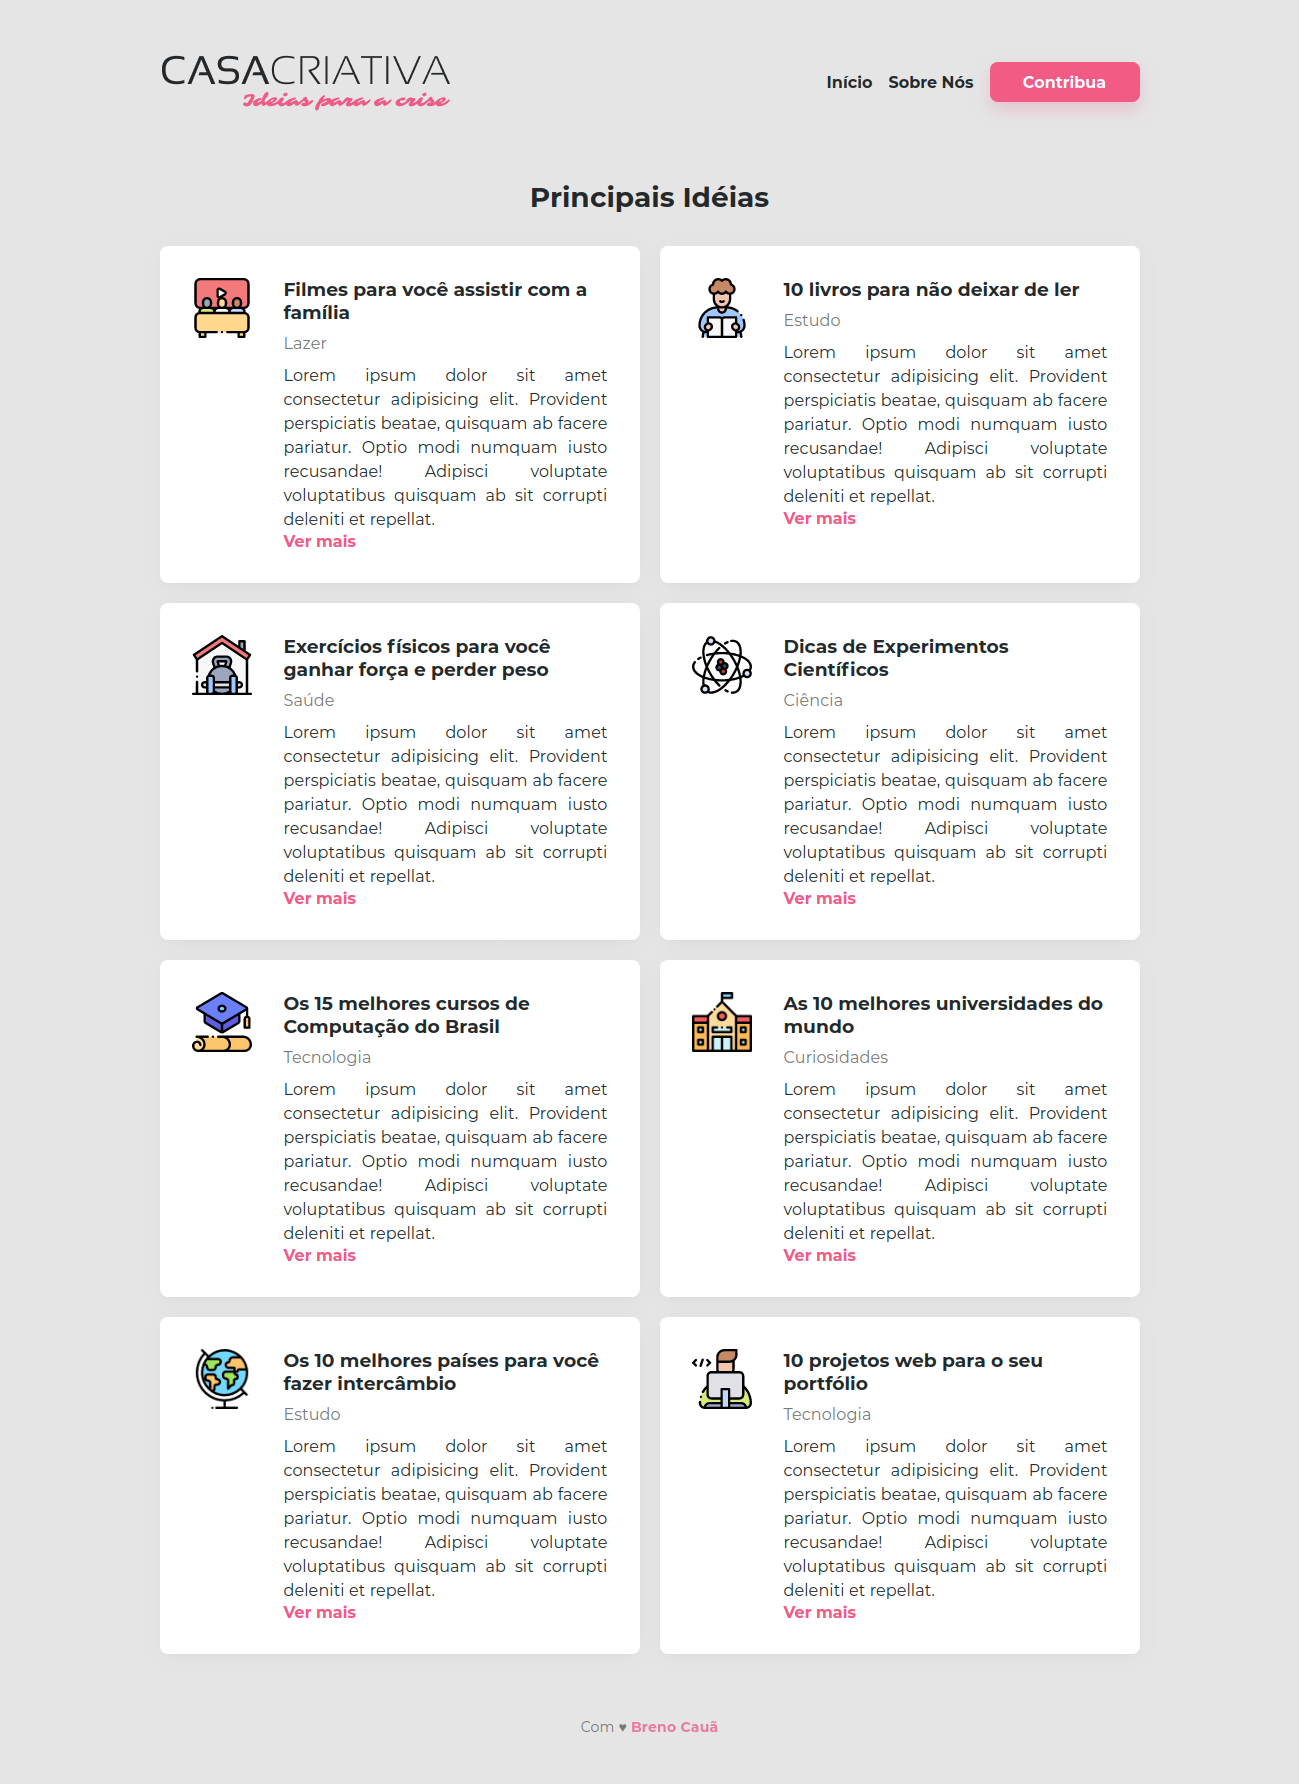 CASACRIATIVA
Ideias para a crise
Início Sobre Nós Contribua
Principais Idéias
Filmes para você assistir com a
família
Lazer
Lorem ipsum dolor sit amet
consectetur adipisicing elit. Provident
perspiciatis beatae, quisquam ab facere
pariatur. Optio modi numquam iusto
recusandae! Adipisci voluptate
voluptatibus quisquam ab sit corrupti
deleniti et repellat.
Ver mais
10 livros para não deixar de ler
Estudo
Lorem ipsum dolor sit amet
consectetur adipisicing elit. Provident
perspiciatis beatae, quisquam ab facere
pariatur. Optio modi numquam iusto
recusandae! Adipisci voluptate
voluptatibus quisquam ab sit corrupti
deleniti et repellat.
Ver mais
Exercícios físicos para você
ganhar força e perder peso
Saúde
Lorem ipsum dolor sit amet
consectetur adipisicing elit. Provident
perspiciatis beatae, quisquam ab facere
pariatur. Optio modi numquam iusto
recusandae! Adipisci voluptate
voluptatibus quisquam ab sit corrupti
deleniti et repellat.
Ver mais
Dicas de Experimentos
Científicos
Ciência
Lorem ipsum dolor sit amet
consectetur adipisicing elit. Provident
perspiciatis beatae, quisquam ab facere
pariatur. Optio modi numquam iusto
recusandae! Adipisci voluptate
voluptatibus quisquam ab sit corrupti
deleniti et repellat.
Ver mais
Os 15 melhores cursos de
Computação do Brasil
Tecnologia
Lorem ipsum dolor sit amet
consectetur adipisicing elit. Provident
perspiciatis beatae, quisquam ab facere
pariatur. Optio modi numquam iusto
recusandae! Adipisci voluptate
voluptatibus quisquam ab sit corrupti
deleniti et repellat.
Ver mais
As 10 melhores universidades do
mundo
Curiosidades
Lorem ipsum dolor sit amet
consectetur adipisicing elit. Provident
perspiciatis beatae, quisquam ab facere
pariatur. Optio modi numquam iusto
recusandae! Adipisci voluptate
voluptatibus quisquam ab sit corrupti
deleniti et repellat.
Ver mais
Os 10 melhores países para você
fazer intercâmbio
Estudo
Lorem ipsum dolor sit amet
consectetur adipisicing elit. Provident
perspiciatis beatae, quisquam ab facere
pariatur. Optio modi numquam iusto
recusandae! Adipisci voluptate
voluptatibus quisquam ab sit corrupti
deleniti et repellat.
Ver mais
10 projetos web para o seu
portfólio
Tecnologia
Lorem ipsum dolor sit amet
consectetur adipisicing elit. Provident
perspiciatis beatae, quisquam ab facere
pariatur. Optio modi numquam iusto
recusandae! Adipisci voluptate
voluptatibus quisquam ab sit corrupti
deleniti et repellat.
Ver mais
Com ♥ Breno Cauã